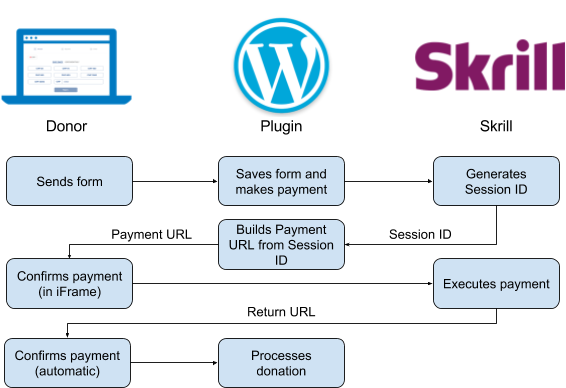 Skrill
Donor
Plugin
Skrill
Sends form
Saves form and
makes payment
Generates
Session ID
Payment URL
Builds Payment
URL from Session
ID
Session ID
Confirms payment
(in iFrame)
Executes payment
Return URL
Confirms payment
(automatic)
Processes
donation